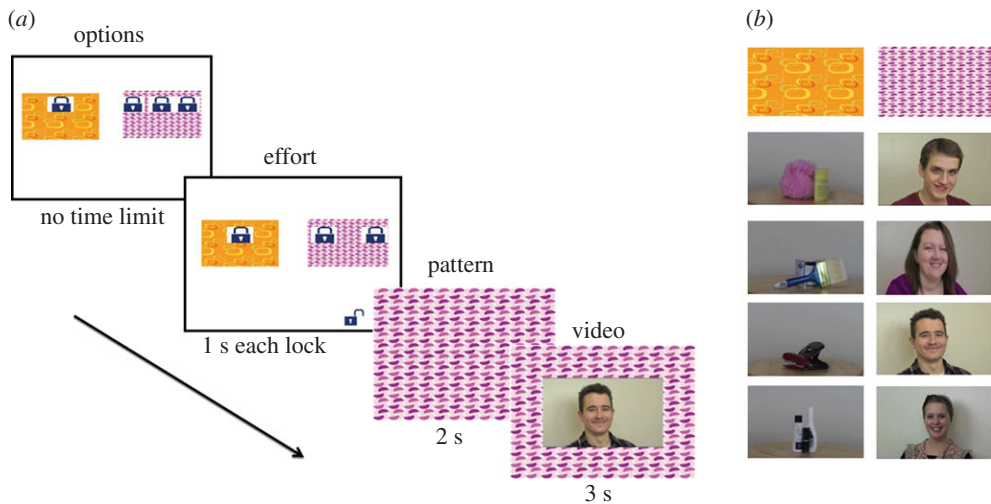 (a)
options
no time limit
effort
1 s each lock
pattern
2 s
video
3 s
(b)